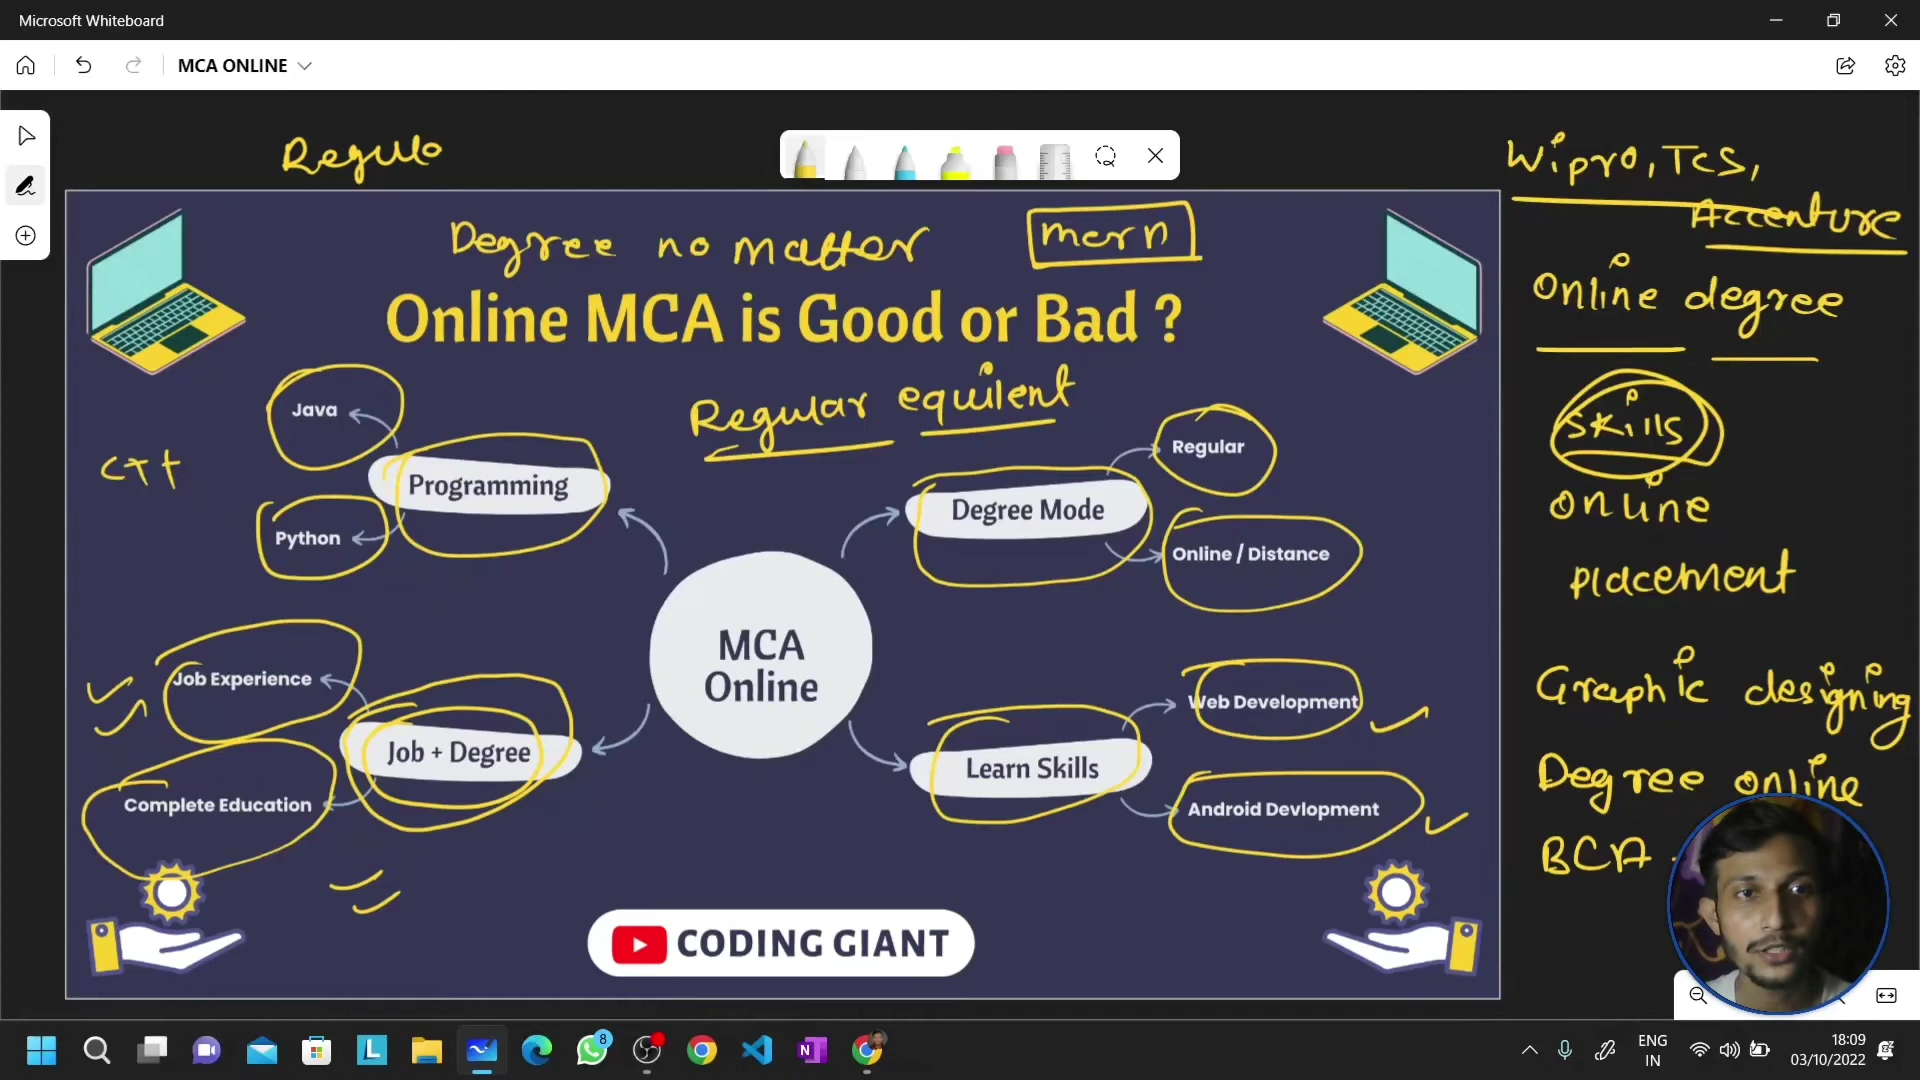 Microsoft Whiteboard
MCA ONLINE
Regula
Wipro, TCS,
Accenture
Degree no matter
mern
Online degree
Online MCA is Good or Bad ?
Regular equilent
Java
C++
Programming
Python
Degree Mode
Regular
Online / Distance
skills
online
placement
MCA
Online
Job Experience
Job + Degree
Complete Education
Web Development
Learn Skills
Android Devlopment
Graphic designing
Degree online
BCA
CODING GIANT
8
L
N
ENG
IN
18:09
03/10/2022